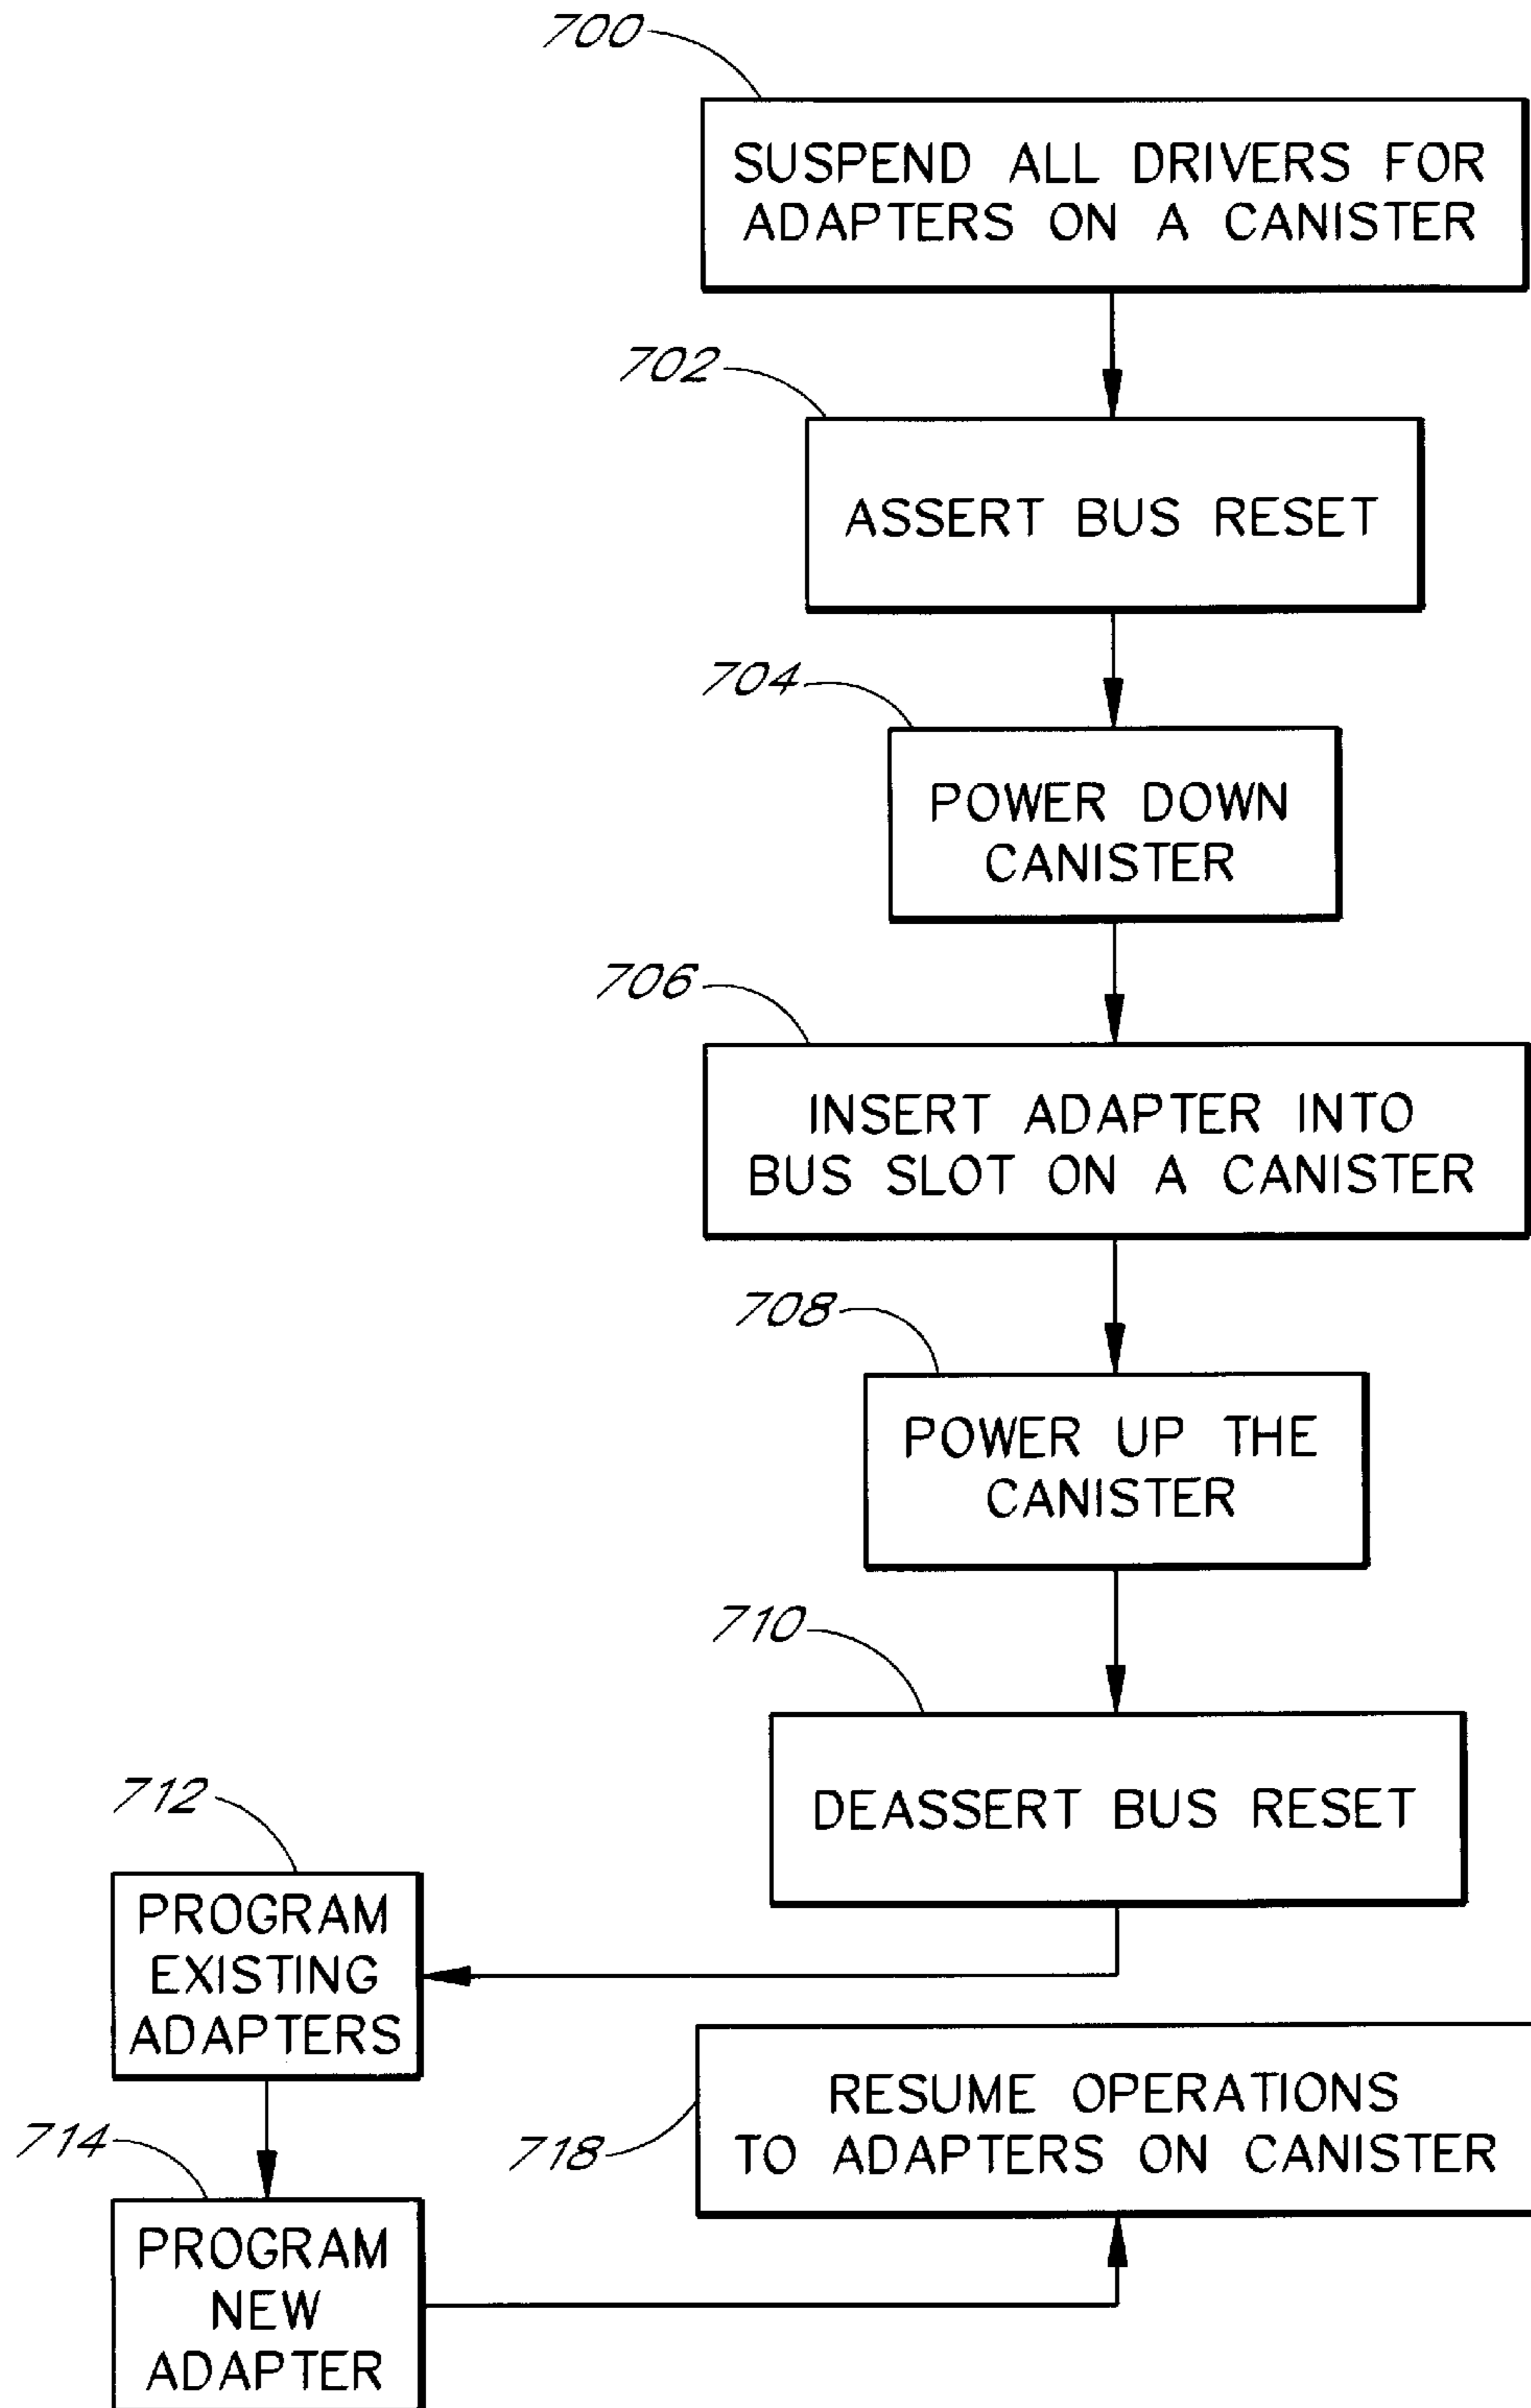 700
SUSPEND ALL DRIVERS FOR
ADAPTERS ON A CANISTER
702
ASSERT BUS RESET
704
POWER DOWN
CANISTER
706
INSERT ADAPTER INTO
BUS SLOT ON A CANISTER
708
POWER UP THE
CANISTER
710
DEASSERT BUS RESET
712
PROGRAM
EXISTING
ADAPTERS
714
PROGRAM
NEW
ADAPTER
718
RESUME OPERATIONS
TO ADAPTERS ON CANISTER